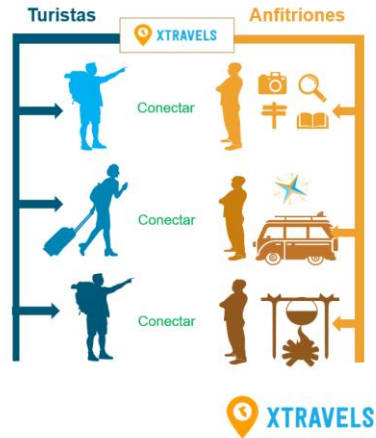 Turistas
Anfitriones
XTRAVELS
Conectar
Conectar
Conectar
XTRAVELS